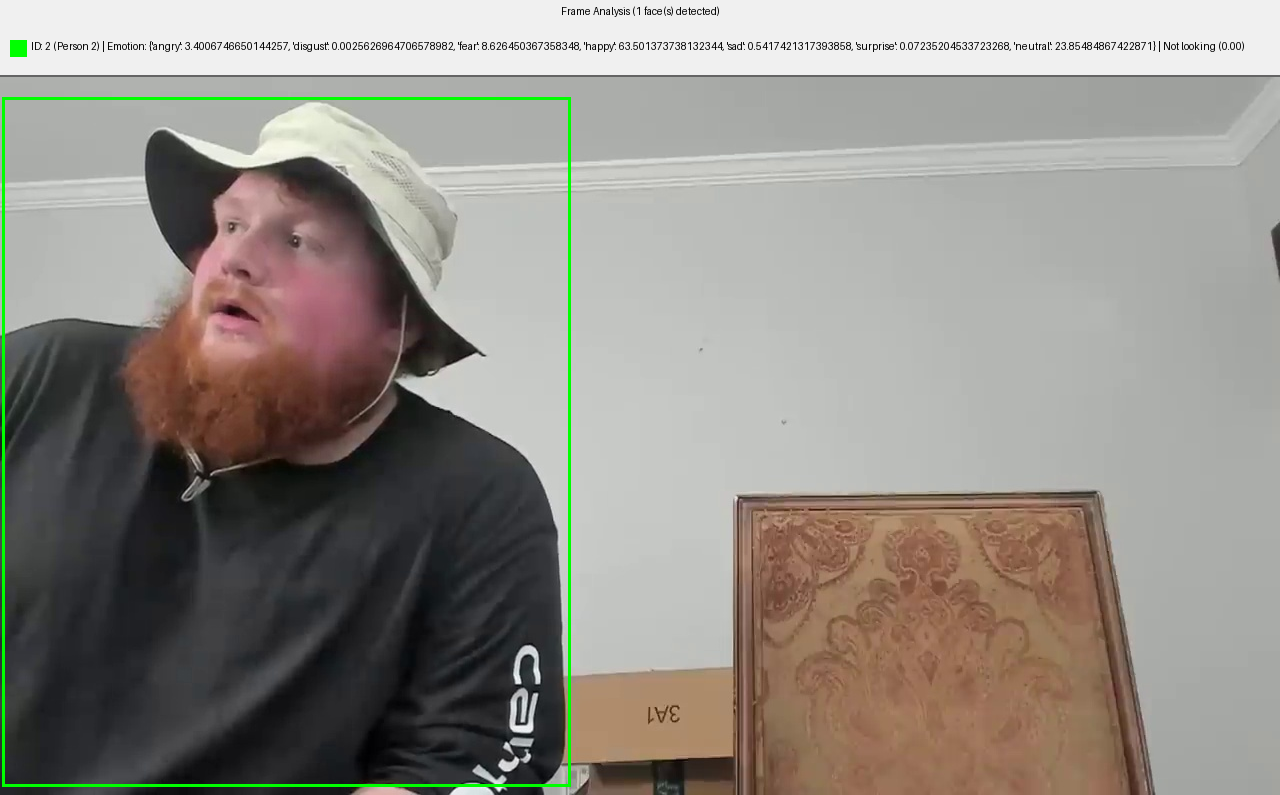 Frame Analysis (1 face(s) detected)
ID: 2 (Person 2) | Emotion: {'angry': 3.4006746650144257, 'disgust': 0.0025626964706578982, 'fear': 8.626450367358348, 'happy': 63.501373738132344, 'sad': 0.5417421317393858, 'surprise': 0.07235204533723268, 'neutral': 23.85484867422871} | Not looking (0.00)
3A1